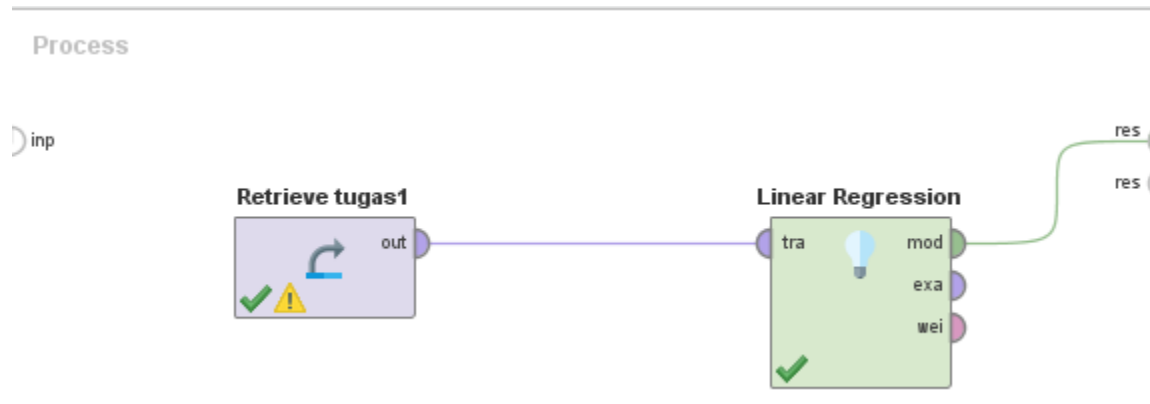 Process
inp
res
res
Retrieve tugas1
out
Linear Regression
tra
mod
exa
wei